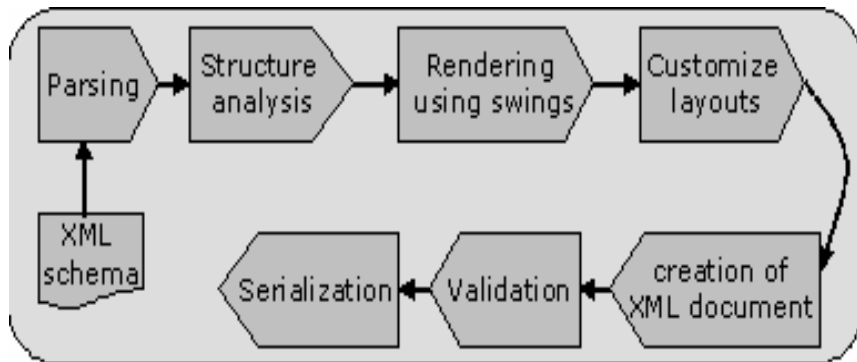 Parsing
Structure
analysis
Rendering
using swings
Customize
layouts
XML
schema
Serialization
Validation
creation of
XML document